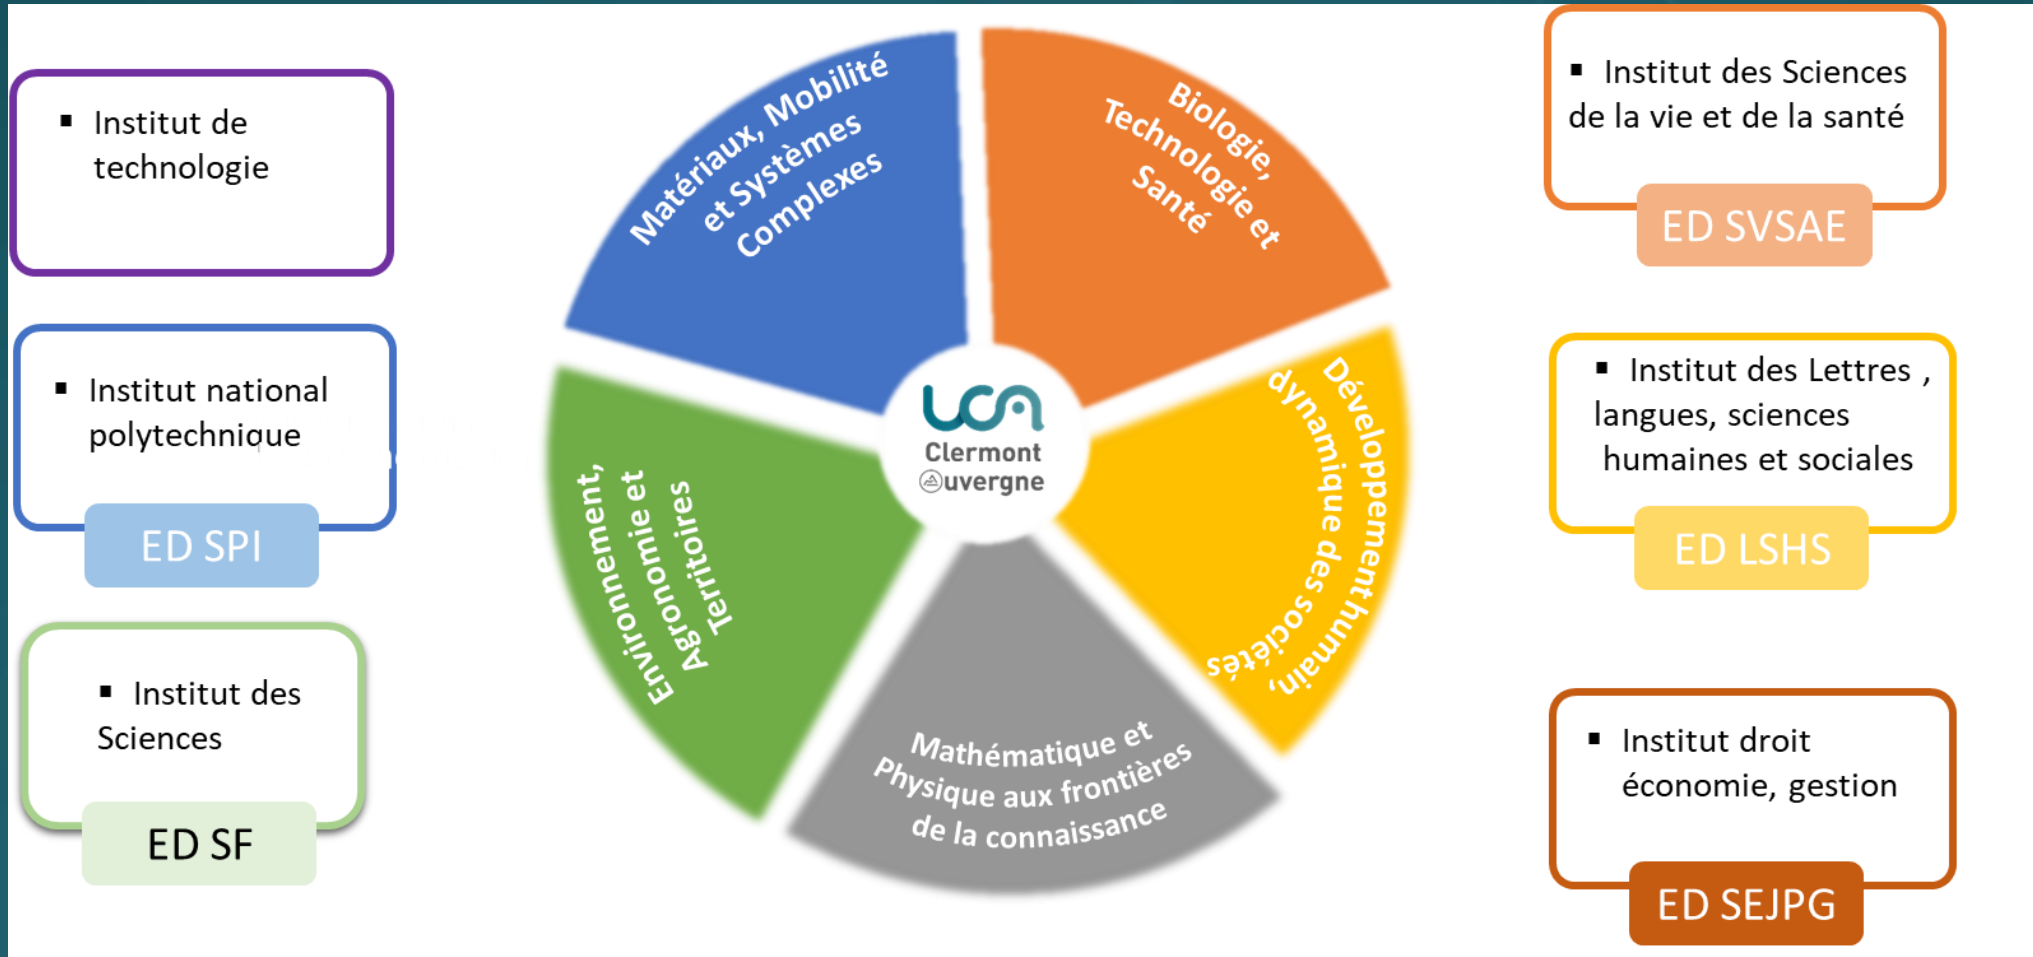 ▪ Institut de
technologie
▪ Institut national
polytechnique
ED SPI
▪ Institut des
Sciences
ED SF
Matériaux, Mobilité
et Systèmes
Complexes
Biologie,
Technologie et
Santé
Développement humain,
dynamique des sociétés
Mathématique et
Physique aux frontières
de la connaissance
Environnement,
Agronomie et
Territoires
UCA
Clermont
Auvergne
▪ Institut des Sciences
de la vie et de la santé
ED SVSAE
▪ Institut des Lettres ,
langues, sciences
humaines et sociales
ED LSHS
▪ Institut droit
économie, gestion
ED SEJPG